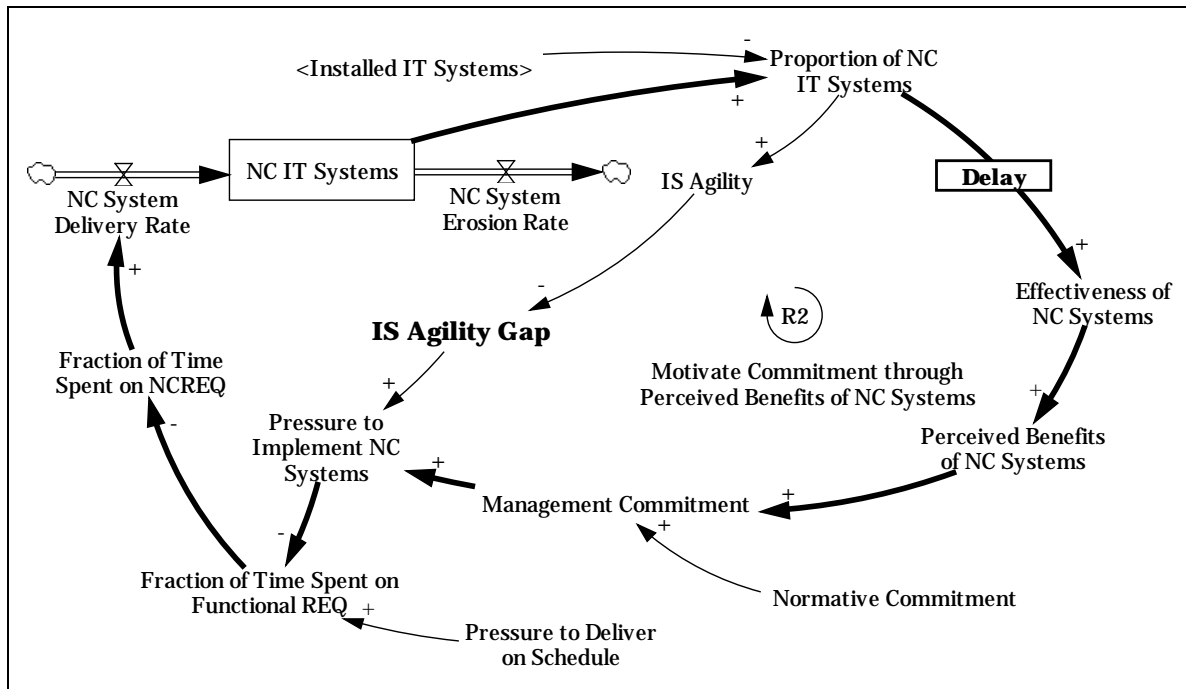 -
<Installed IT Systems>
Proportion of NC
IT Systems
+
+
NC IT Systems
IS Agility
Delay
NC System
Delivery Rate
NC System
Erosion Rate
+
+
-
Effectiveness of
NC Systems
R2
IS Agility Gap
Fraction of Time
Spent on NCREQ
Motivate Commitment through
Perceived Benefits of NC Systems
+
+
-
Pressure to
Implement NC
Systems
Perceived Benefits
of NC Systems
+
+
Management Commitment
+
-
Fraction of Time Spent on
Functional REQ
+
Normative Commitment
Pressure to Deliver
on Schedule